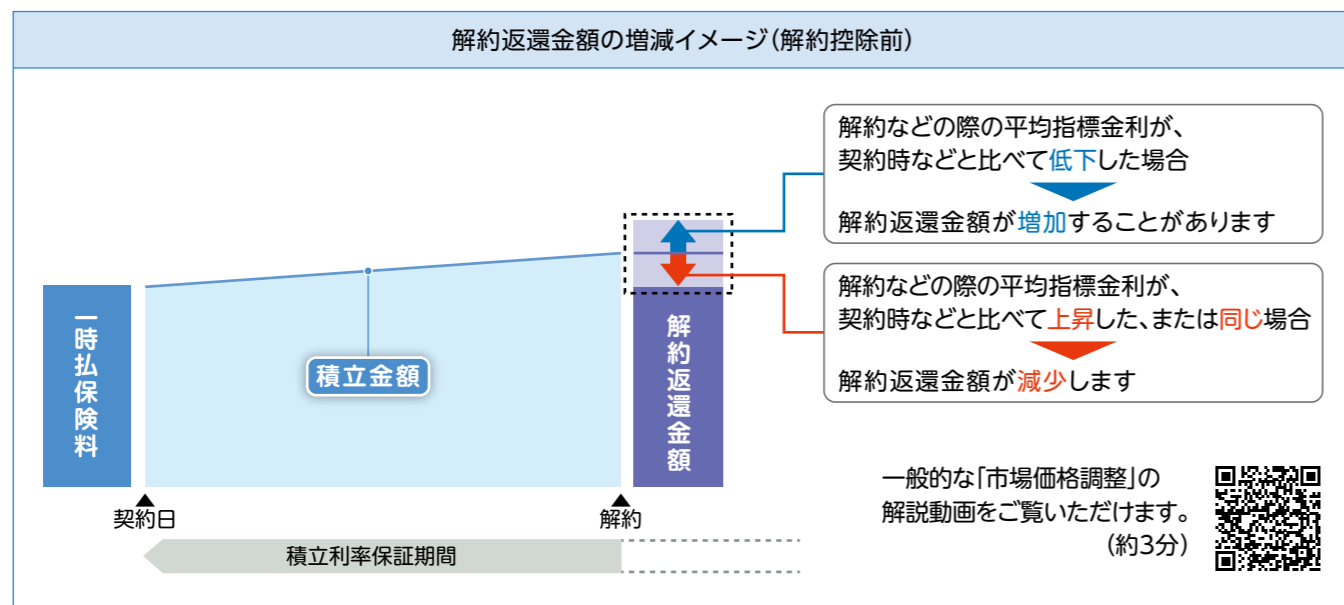 解約返還金額の増減イメージ(解約控除前)
解約などの際の平均指標金利が、
契約時などと比べて低下した場合
解約返還金額が増加することがあります
解約などの際の平均指標金利が、
契約時などと比べて上昇した、または同じ場合
解約返還金額が減少します
一時払保険料
積立金額
解約返還金額
契約日
解約
積立利率保証期間
一般的な「市場価格調整」の
解説動画をご覧いただけます。
(約3分)